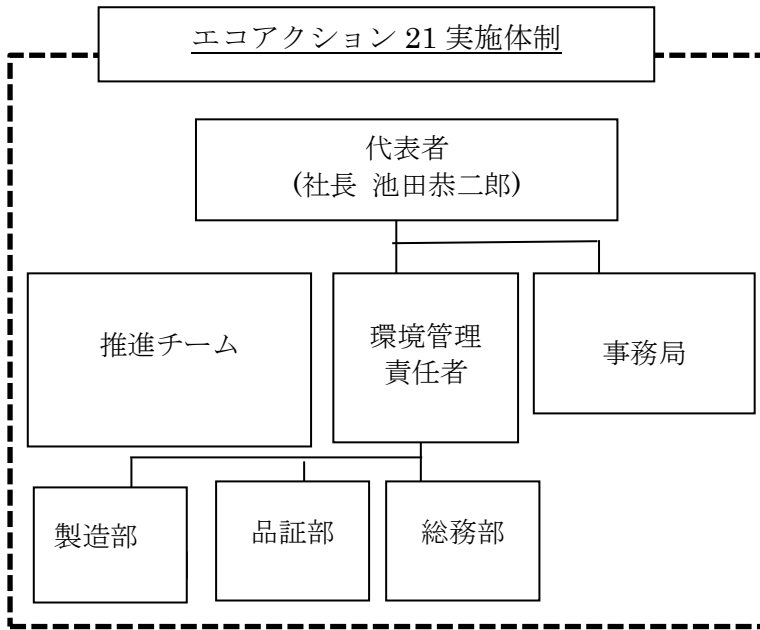 エコアクション 21 実施体制
代表者
(社長 池田恭二郎)
推進チーム
環境管理
責任者
事務局
製造部
品証部
総務部